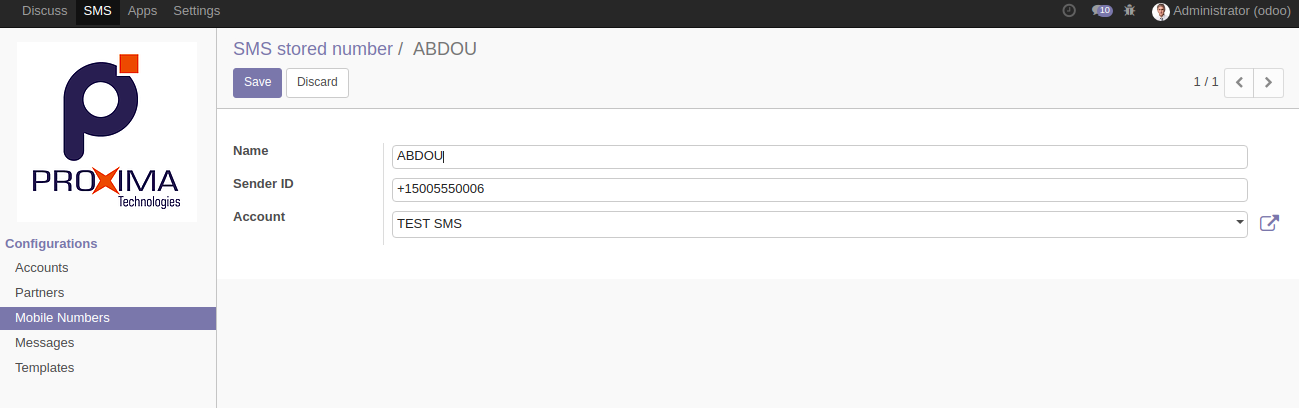 Discuss SMS Apps Settings 10 Administrator (odoo)
SMS stored number / ABDOU
Save Discard 1 / 1
PROXIMA
Technologies
Name ABDOU
Sender ID +15005550006
Account TEST SMS
Configurations
Accounts
Partners
Mobile Numbers
Messages
Templates